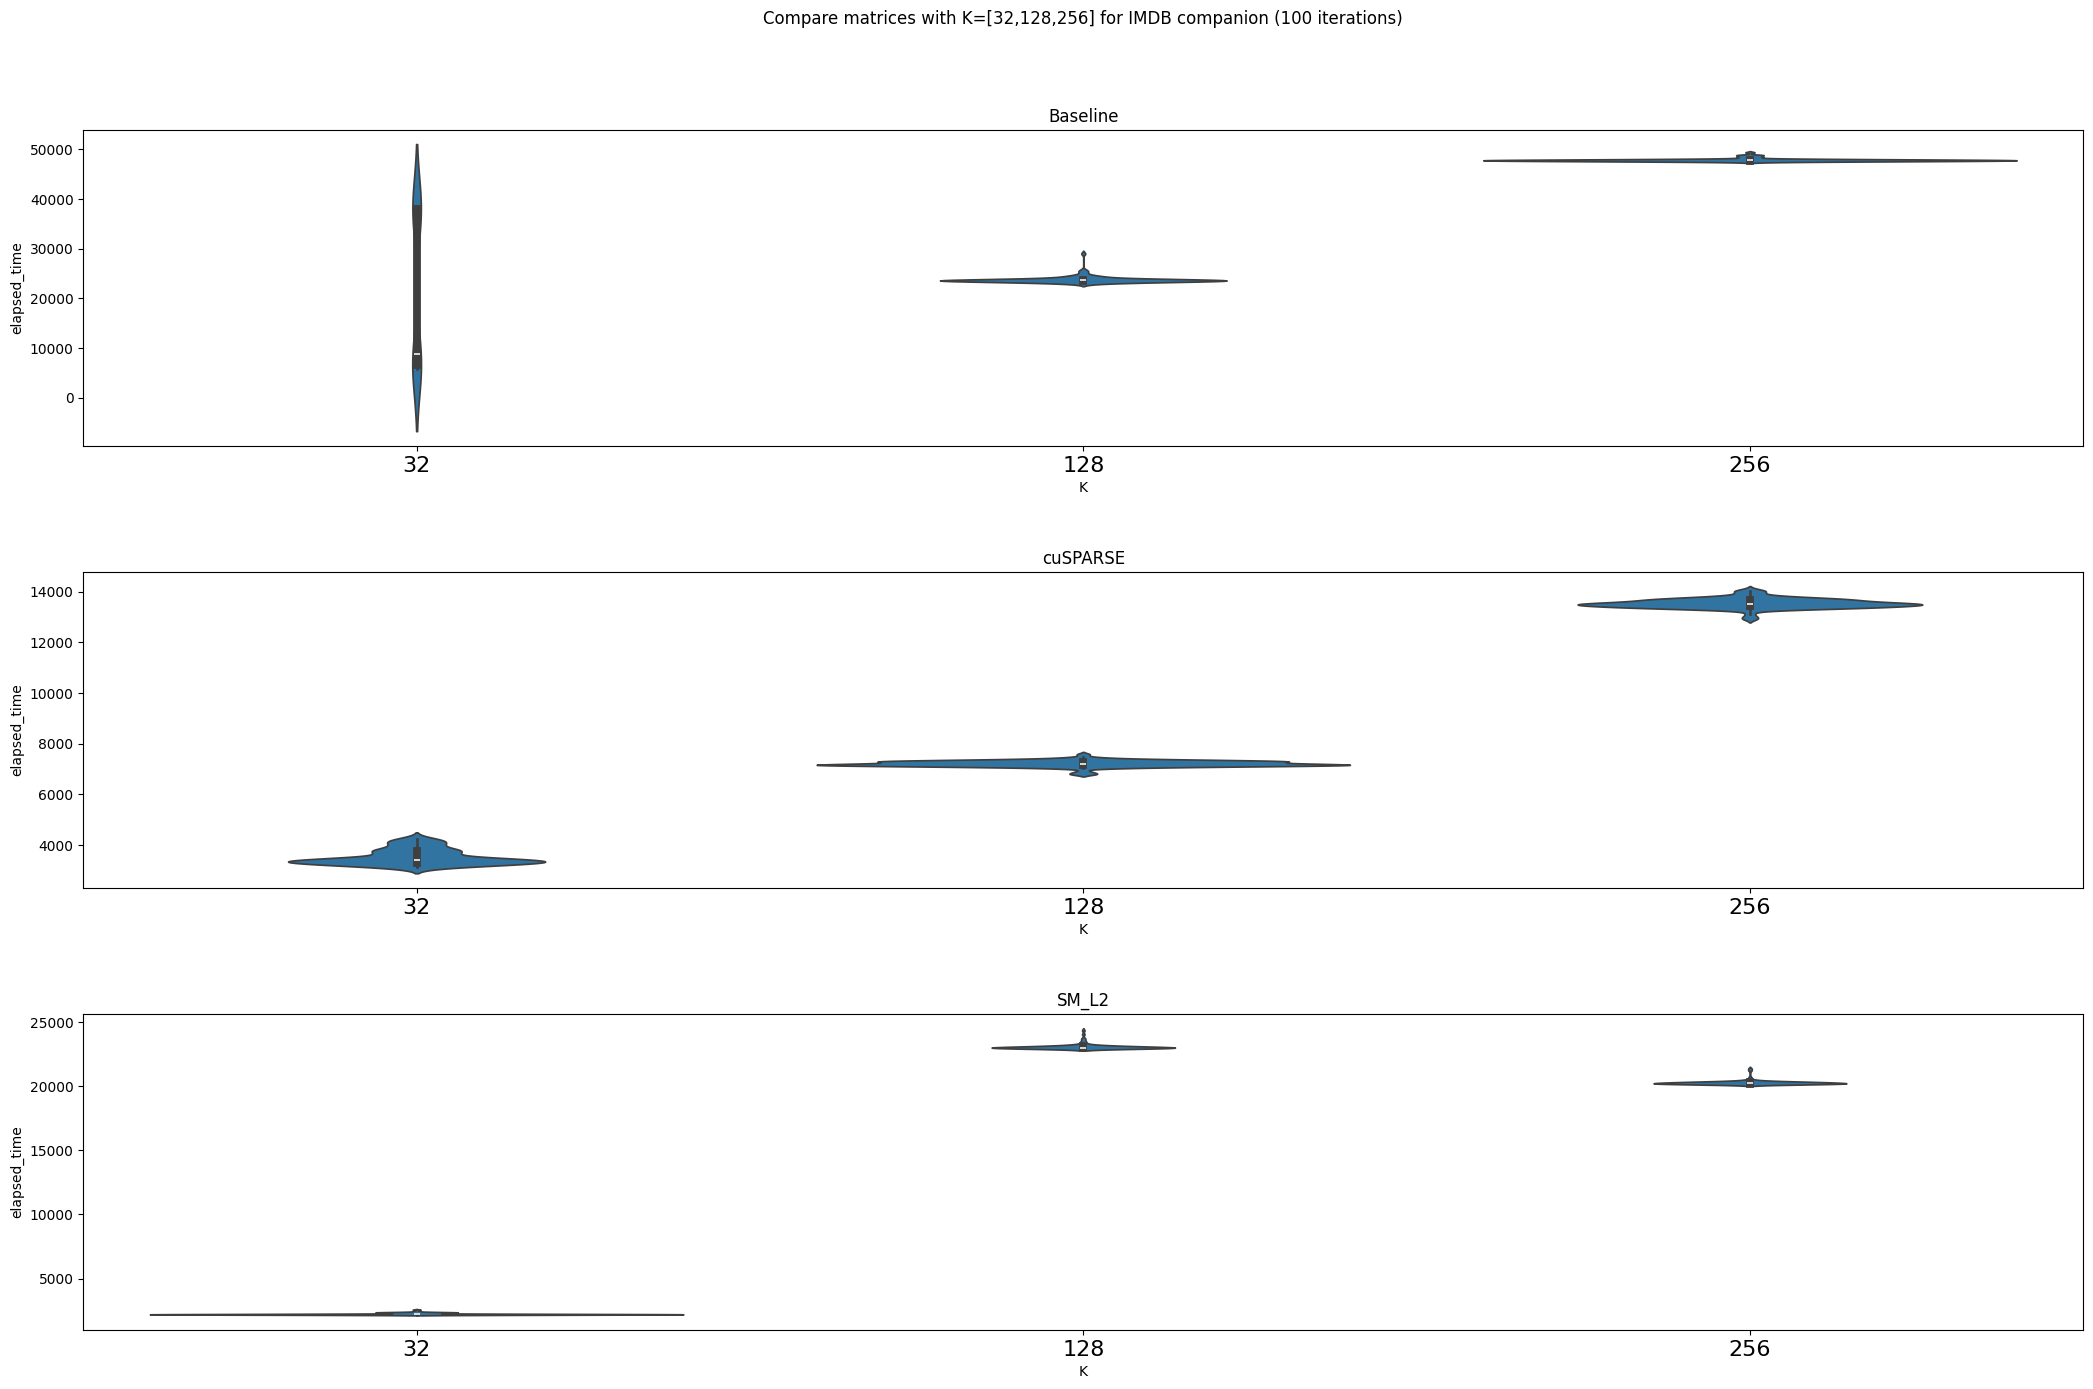 Compare matrices with K=[32,128,256] for IMDB companion (100 iterations)
Baseline
elapsed_time
50000
40000
30000
20000
10000
0
32
128
256
K
cuSPARSE
elapsed_time
14000
12000
10000
8000
6000
4000
32
128
256
K
SM_L2
elapsed_time
25000
20000
15000
10000
5000
32
128
256
K